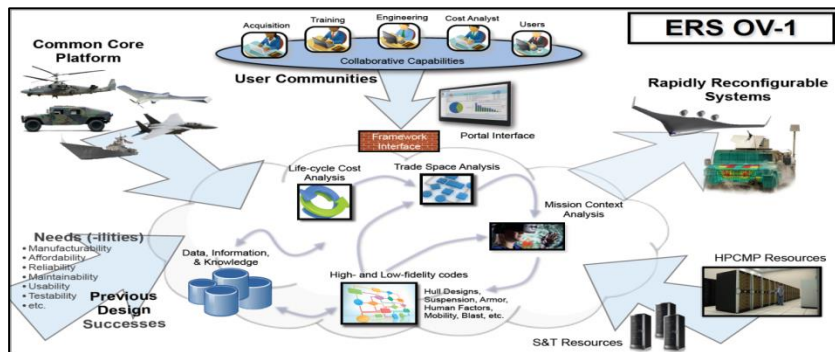 ERS OV-1
Acquisition
Training
Engineering
Cost Analyst
Users
Collaborative Capabilities
User Communities
Common Core
Platform
Rapidly Reconfigurable
Systems
Portal Interface
Framework
Interface
Life-cycle Cost
Analysis
Trade Space Analysis
Mission Context
Analysis
Needs (-ilities)
• Manufacturability
• Affordability
• Reliability
• Maintainability
• Usability
• Testability
• etc.
Previous
Design
Successes
Data, Information,
& Knowledge
High- and Low-fidelity codes
Hull Designs,
Suspension, Armor,
Human Factors,
Mobility, Blast, etc.
HPCMP Resources
S&T Resources